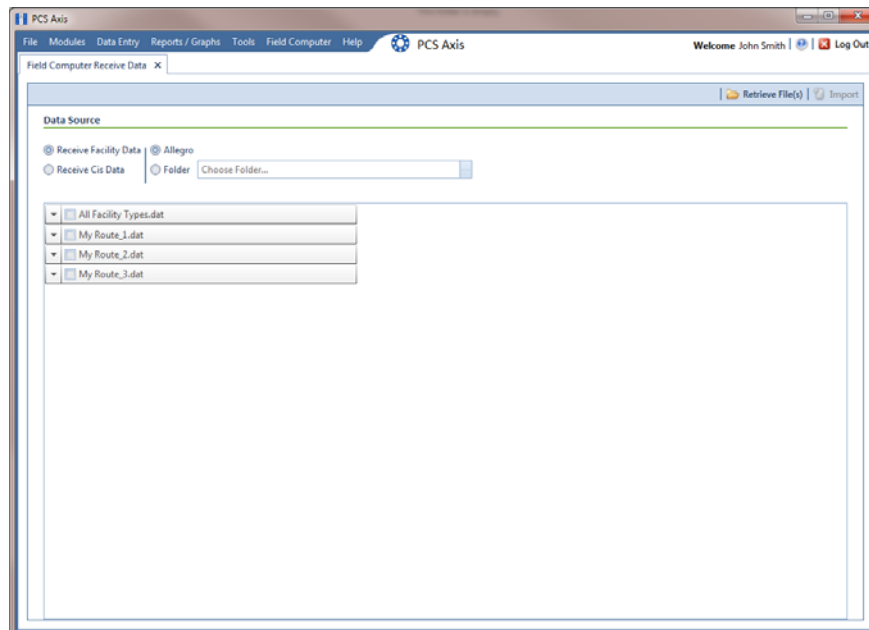 PCS Axis
File Modules Data Entry Reports / Graphs Tools Field Computer Help PCS Axis Welcome John Smith | | Log Out
Field Computer Receive Data X
| Retrieve File(s) | Import
Data Source
Receive Facility Data Allegro
Receive Cis Data Folder Choose Folder...
All Facility Types.dat
My Route_1.dat
My Route_2.dat
My Route_3.dat